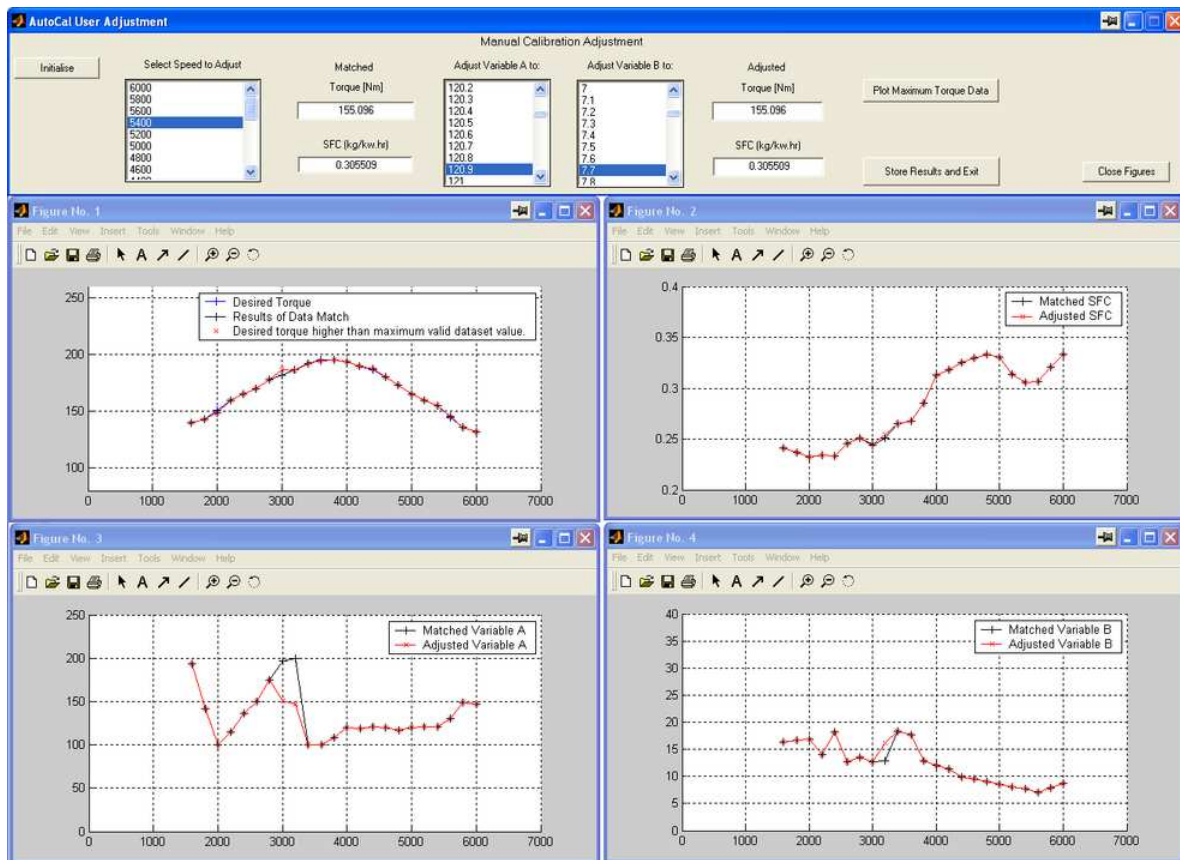 AutoCal User Adjustment
Manual Calibration Adjustment
Initialise
Select Speed to Adjust
6000
5800
5600
5400
5200
5000
4800
4600
4400
Matched
Torque [Nm]
155.096
SFC (kg/kw.hr)
0.305509
Adjust Variable A to:
120.2
120.3
120.4
120.5
120.6
120.7
120.8
120.9
121
Adjust Variable B to:
7
7.1
7.2
7.3
7.4
7.5
7.6
7.7
7.8
Adjusted
Torque [Nm]
155.096
SFC (kg/kw.hr)
0.305509
Plot Maximum Torque Data
Store Results and Exit
Close Figures
Figure No. 1
File Edit View Insert Tools Window Help
A
Desired Torque
Results of Data Match
Desired torque higher than maximum valid dataset value.
250
200
150
100
0 1000 2000 3000 4000 5000 6000 7000
Figure No. 2
File Edit View Insert Tools Window Help
A
Matched SFC
Adjusted SFC
0.4
0.35
0.3
0.25
0.2
0 1000 2000 3000 4000 5000 6000 7000
Figure No. 3
File Edit View Insert Tools Window Help
A
Matched Variable A
Adjusted Variable A
250
200
150
100
50
0
0 1000 2000 3000 4000 5000 6000 7000
Figure No. 4
File Edit View Insert Tools Window Help
A
Matched Variable B
Adjusted Variable B
40
35
30
25
20
15
10
5
0
0 1000 2000 3000 4000 5000 6000 7000